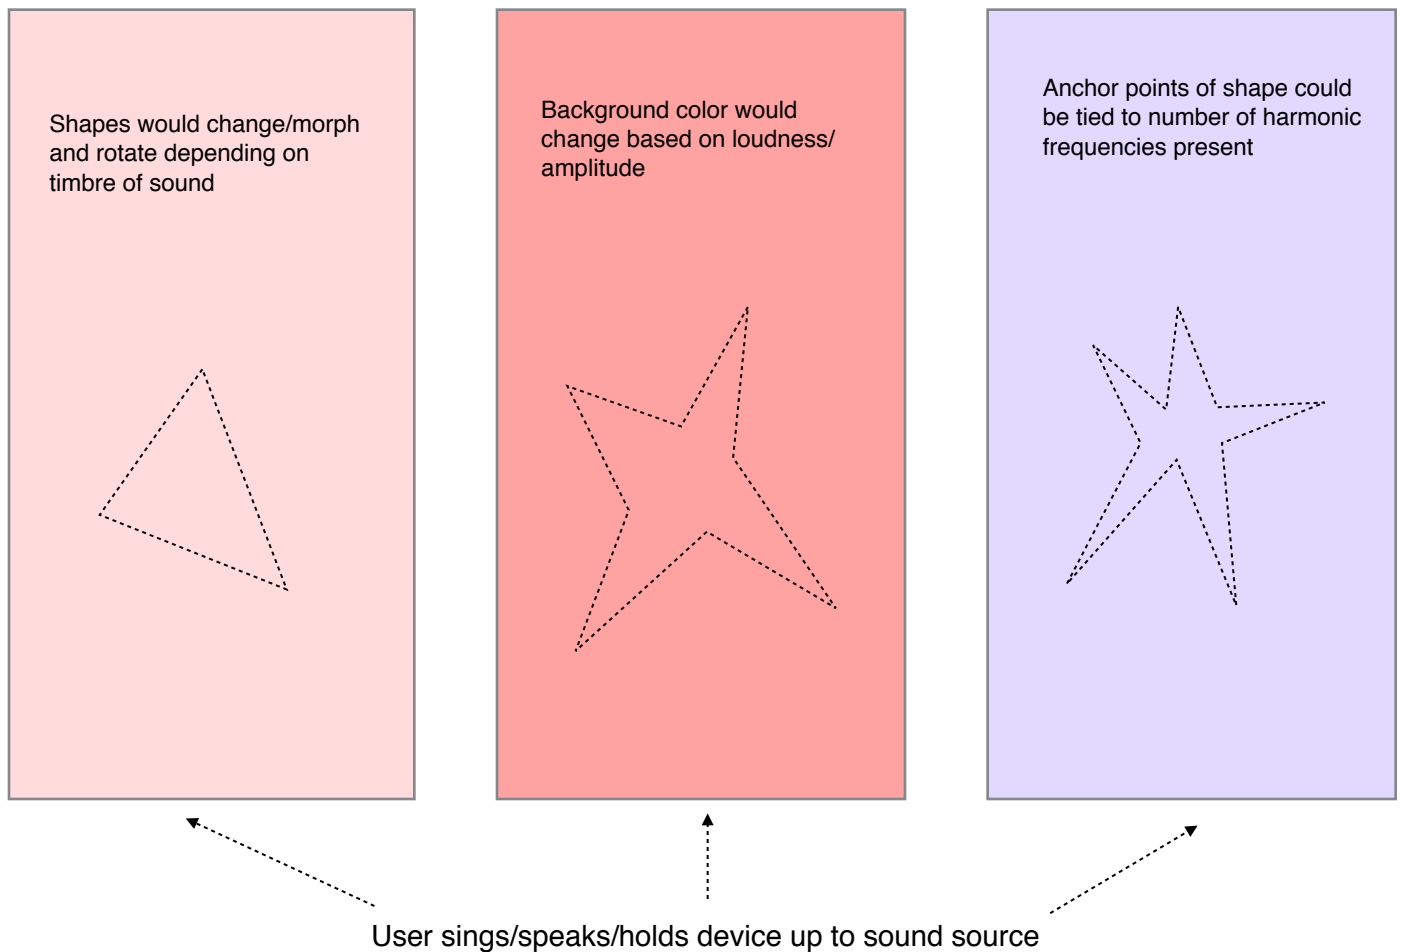 Shapes would change/morph
and rotate depending on
timbre of sound
Background color would
change based on loudness/
amplitude
Anchor points of shape could
be tied to number of harmonic
frequencies present
User sings/speaks/holds device up to sound source